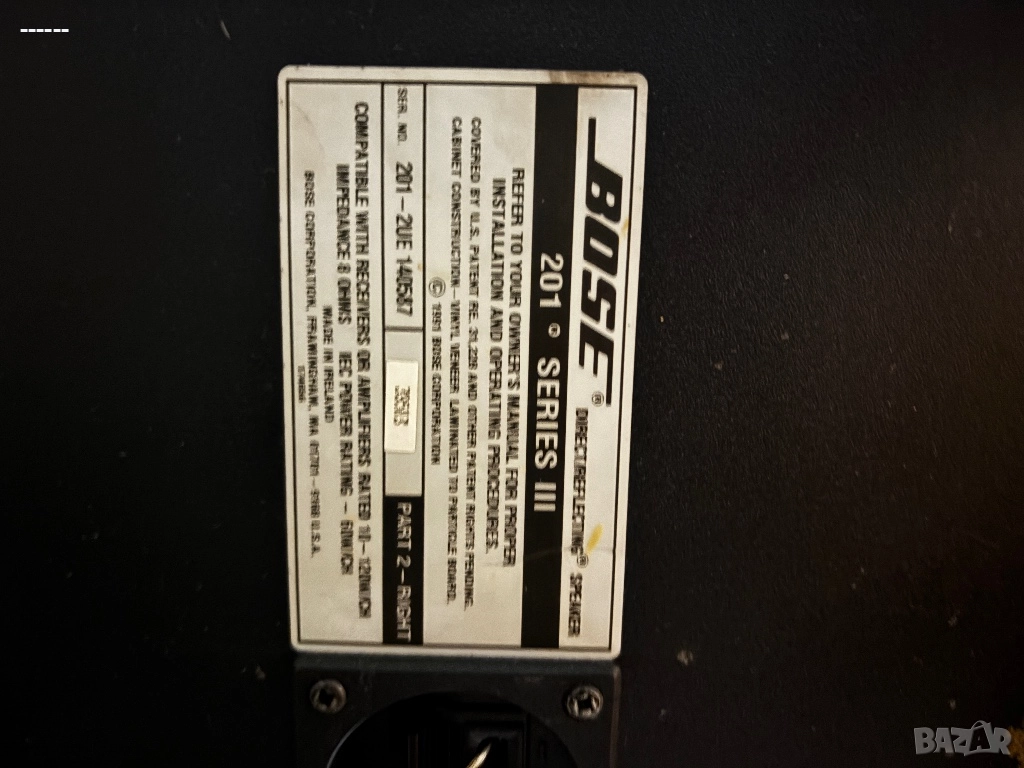 ------
BOSE®
DIRECT/REFLECTING® SPEAKER
201® SERIES III
REFER TO YOUR OWNER'S MANUAL FOR PROPER
INSTALLATION AND OPERATING PROCEDURES.
COVERED BY U.S. PATENT RE. 31,228 AND OTHER PATENT RIGHTS PENDING.
CABINET CONSTRUCTION - VINYL VENEER LAMINATED TO PARTICLE BOARD.
© 1991 BOSE CORPORATION
SER. NO. 201-2UE 140587
PART 2-RIGHT
COMPATIBLE WITH RECEIVERS OR AMPLIFIERS RATED 10-120W/CH
IMPEDANCE 8 OHMS IEC POWER RATING - 60W/CH
MADE IN IRELAND
BOSE CORPORATION, FRAMINGHAM, MA 01701-9168 U.S.A.
BAZAR